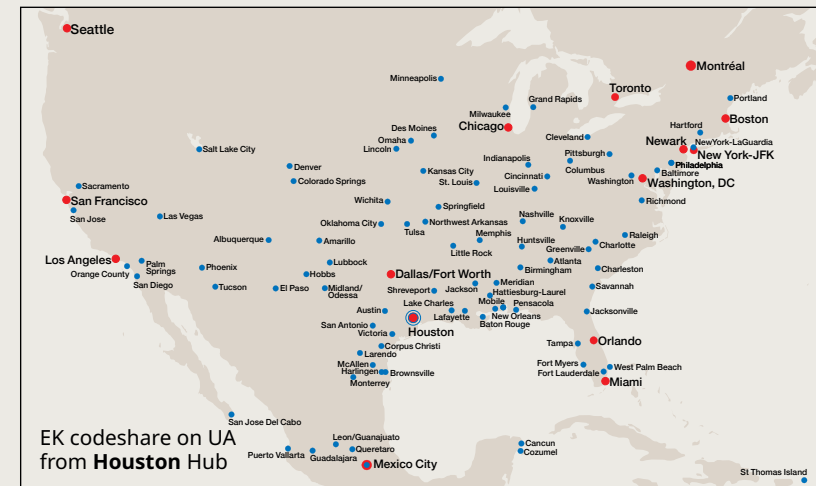 Seattle
Montréal
Minneapolis
Toronto
Portland
Grand Rapids
Milwaukee
Boston
Chicago
Des Moines
Hartford
Cleveland
Omaha
Newark
NewYork-LaGuardia
Salt Lake City
Lincoln
Pittsburgh
New York-JFK
Indianapolis
Philadelphia
Denver
Columbus
Kansas City
Baltimore
Cincinnati
Washington
Colorado Springs
St. Louis
Washington, DC
Sacramento
Louisville
San Francisco
Wichita
Richmond
Springfield
San Jose
Las Vegas
Nashville
Knoxville
Oklahoma City
Northwest Arkansas
Tulsa
Memphis
Raleigh
Albuquerque
Amarillo
Huntsville
Charlotte
Greenville
Little Rock
Los Angeles
Palm
Springs
Lubbock
Atlanta
Orange County
Phoenix
Birmingham
Charleston
Hobbs
Dallas/Fort Worth
San Diego
Meridian
Tucson
El Paso
Midland/
Odessa
Shreveport
Jackson
Savannah
Hattiesburg-Laurel
Lake Charles
Mobile
Pensacola
Austin
Lafayette
New Orleans
Jacksonville
Baton Rouge
San Antonio
Houston
Victoria
Orlando
Tampa
Corpus Christi
Larendo
McAllen
Fort Myers
West Palm Beach
Harlingen
Brownsville
Fort Lauderdale
Monterrey
Miami
San Jose Del Cabo
EK codeshare on UA
from Houston Hub
Leon/Guanajuato
Cancun
Puerto Vallarta
Queretaro
Cozumel
Guadalajara
Mexico City
St Thomas Island